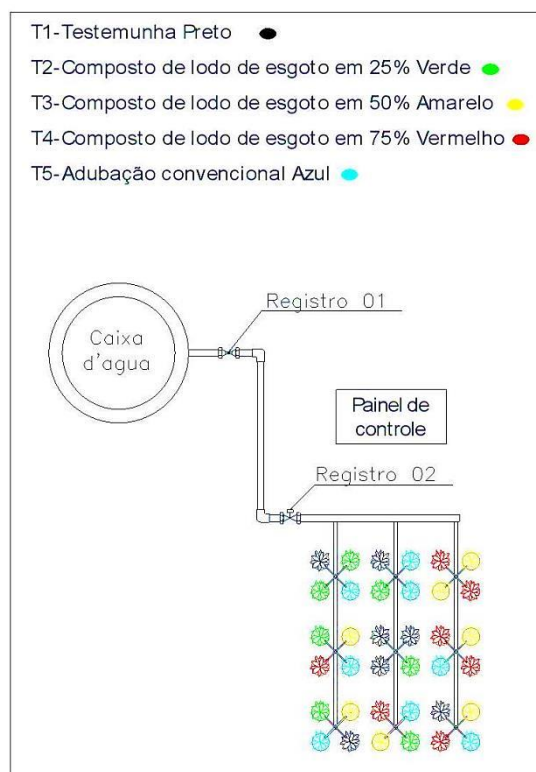 T1-Testemunha Preto
T2-Composto de lodo de esgoto em 25% Verde
T3-Composto de lodo de esgoto em 50% Amarelo
T4-Composto de lodo de esgoto em 75% Vermelho
T5-Adubação convencional Azul
Registro 01
Caixa
d'agua
Painel de
controle
Registro 02